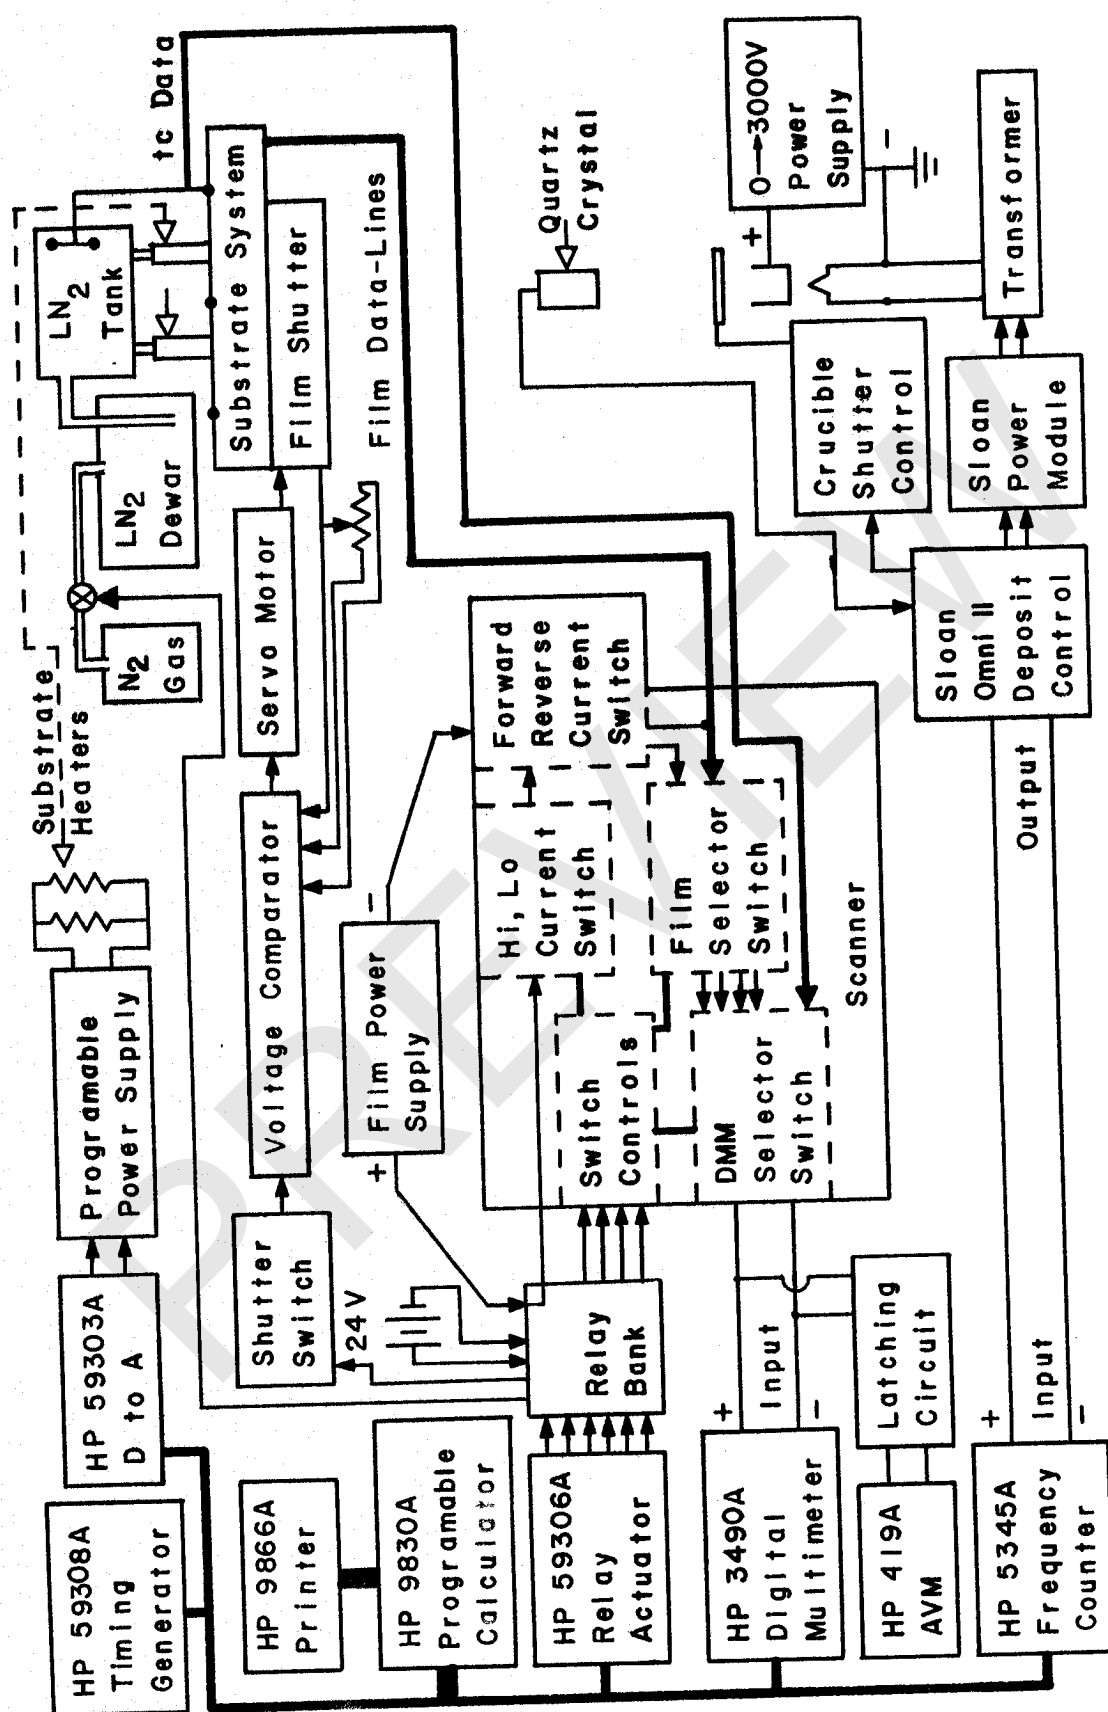 HP 59308A
Timing
Generator
HP 59303A
D to A
Programable
Power Supply
Substrate
Heaters
N2
Gas
LN2
Dewar
LN2
Tank
tc Data
HP 9866A
Printer
Shutter
Switch
24V
Voltage Comparator
Servo Motor
Substrate System
Film Shutter
Film Data-Lines
HP 9830A
Programable
Calculator
+
Film Power
Supply
-
HP 59306A
Relay
Actuator
Relay
Bank
Switch
Controls
Hi, Lo
Current
Switch
Forward
Reverse
Current
Switch
Quartz
Crystal
HP 3490A
Digital
Multimeter
+
Input
-
DMM
Selector
Switch
Film
Selector
Switch
Scanner
0→3000V
Power
Supply
+
-
HP 419A
AVM
Latching
Circuit
Crucible
Shutter
Control
HP 5345A
Frequency
Counter
+
Input
-
Output
Sloan
Omni II
Deposit
Control
Sloan
Power
Module
Transformer
PREVIEW